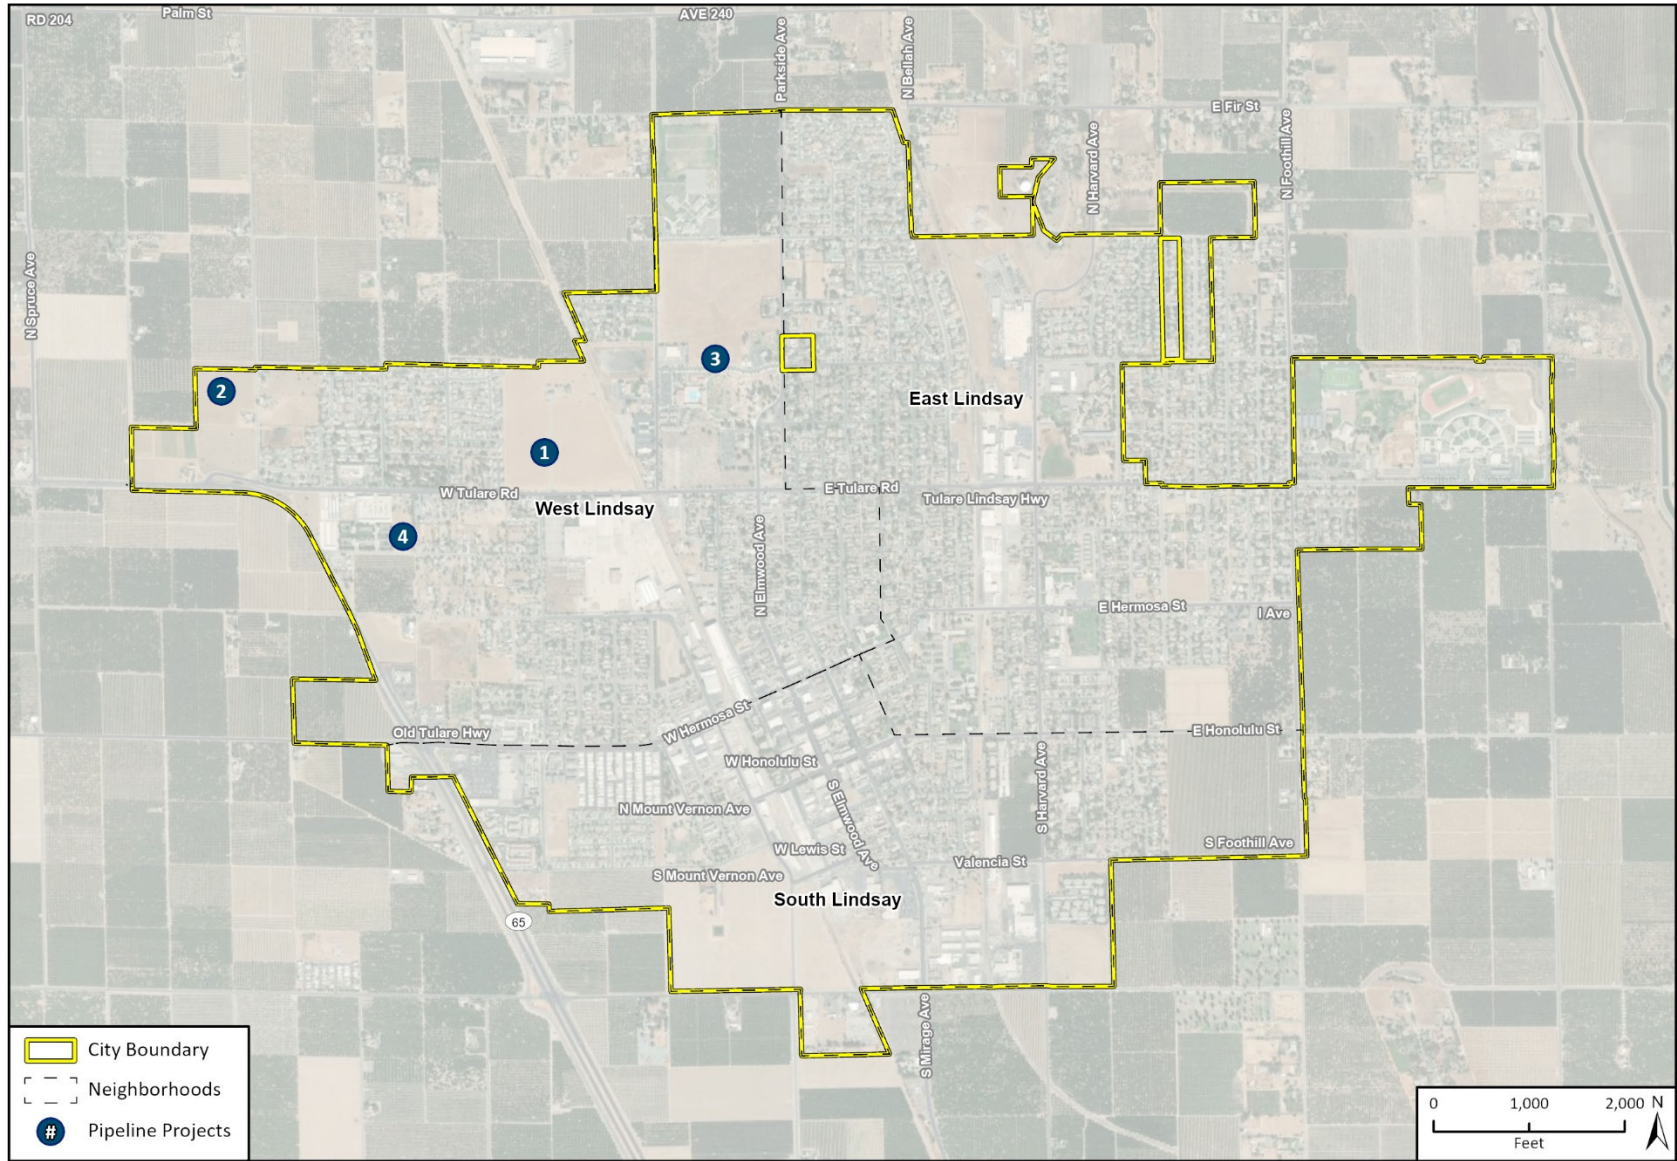 RD 204
Palm St
AVE 240
Parkside Ave
N Bellah Ave
E Fir St
N Harvard Ave
N Foothill Ave
N Spruce Ave
2
3
East Lindsay
1
W Tulare Rd
E Tulare Rd
Tulare Lindsay Hwy
West Lindsay
4
N Elmwood Ave
E Hermosa St
I Ave
Old Tulare Hwy
W Hermosa St
E Honolulu St
W Honolulu St
N Mount Vernon Ave
S Elmwood Ave
S Harvard Ave
W Lewis St
Valencia St
S Foothill Ave
S Mount Vernon Ave
South Lindsay
65
S Mirage Ave
City Boundary
Neighborhoods
# Pipeline Projects
0 1,000 2,000 N
Feet